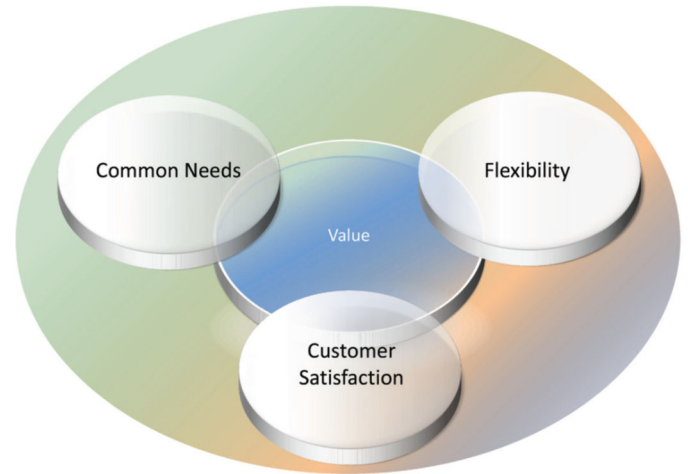 Common Needs
Flexibility
Value
Customer
Satisfaction